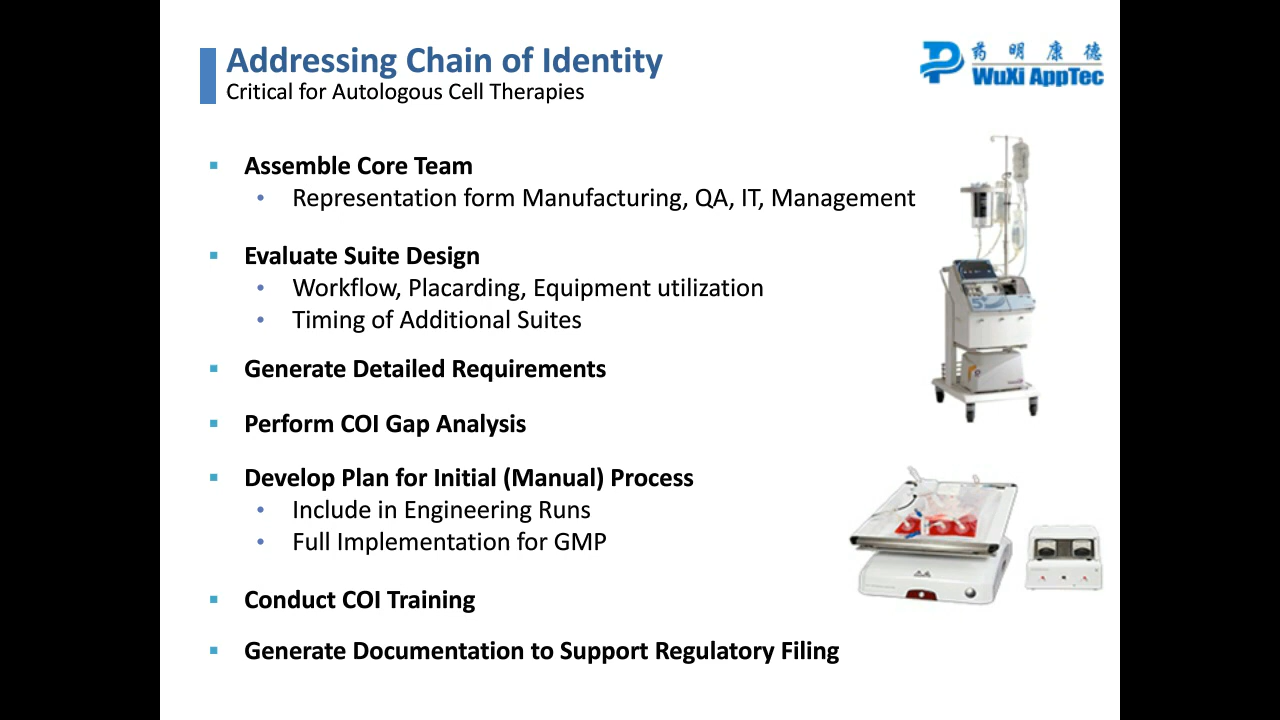 Addressing Chain of Identity
Critical for Autologous Cell Therapies
药明康德
WuXi AppTec
Assemble Core Team
Representation form Manufacturing, QA, IT, Management
Evaluate Suite Design
Workflow, Placarding, Equipment utilization
Timing of Additional Suites
Generate Detailed Requirements
Perform COI Gap Analysis
Develop Plan for Initial (Manual) Process
Include in Engineering Runs
Full Implementation for GMP
Conduct COI Training
Generate Documentation to Support Regulatory Filing